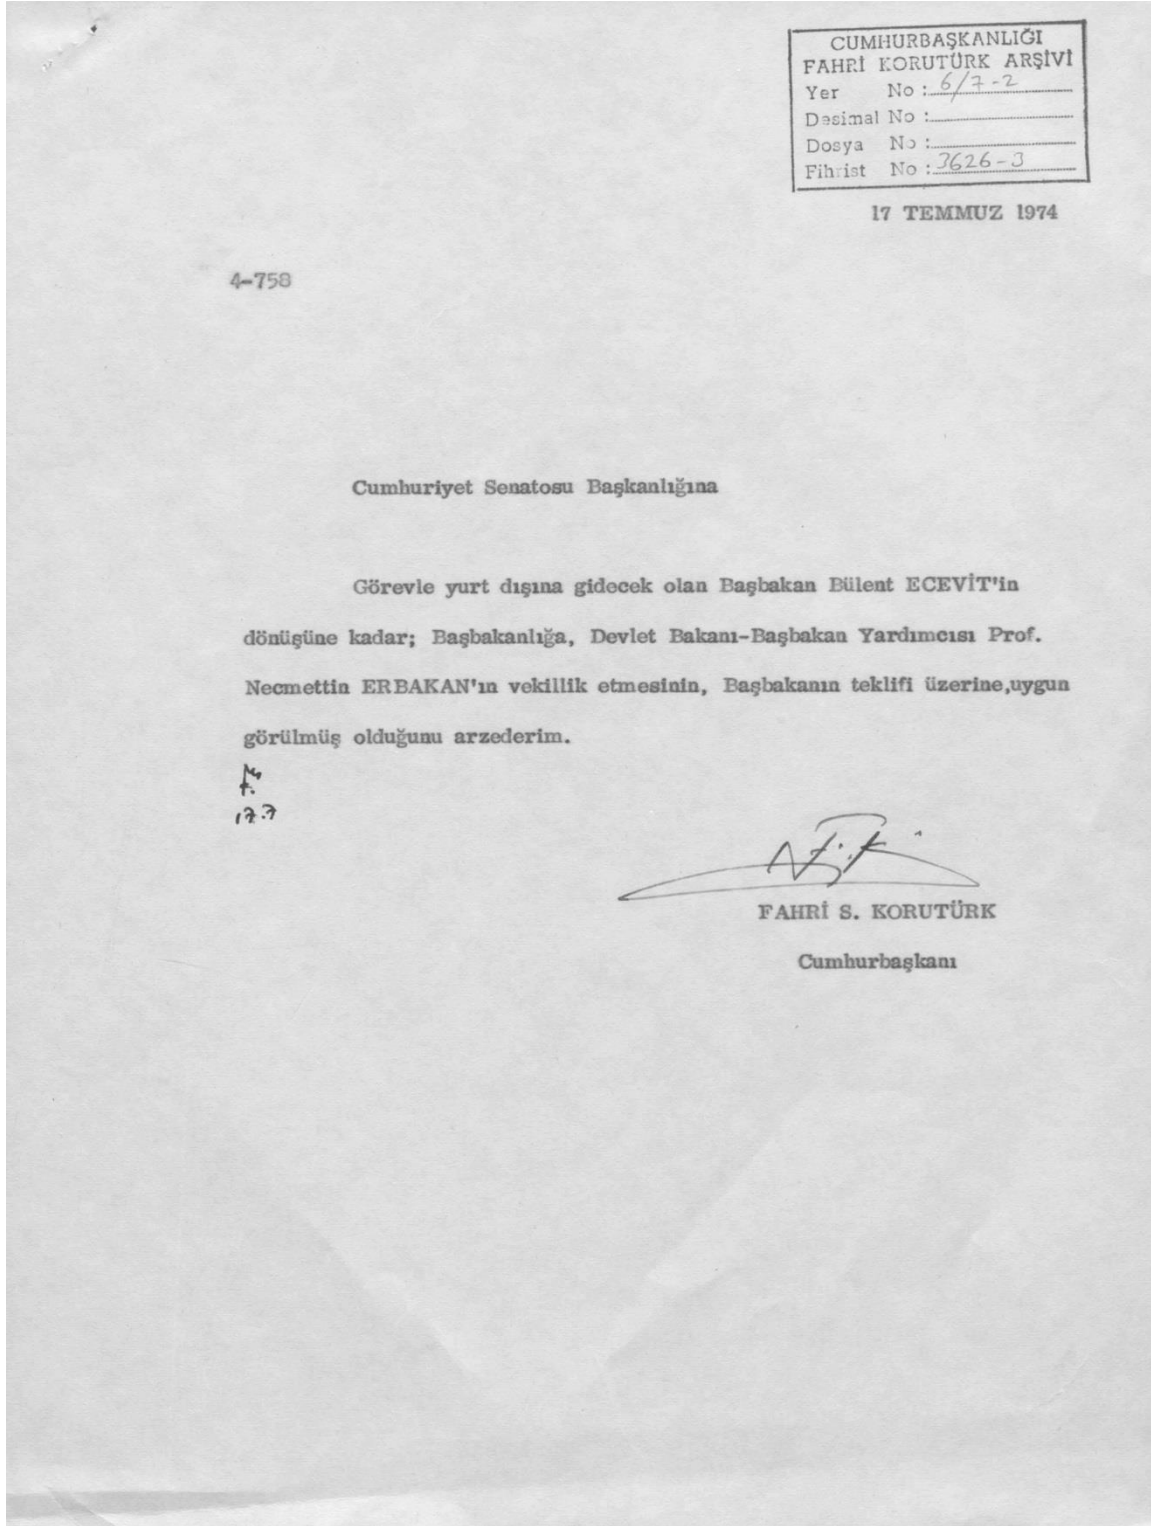 CUMHURBAŞKANLIĞI
FAHRİ KORUTÜRK ARŞİVİ
Yer No : 6/7-2
Desimal No :
Dosya No :
Fihrist No : 3626-3
17 TEMMUZ 1974
4-758
Cumhuriyet Senatosu Başkanlığına
Görevle yurt dışına gidecek olan Başbakan Bülent ECEVİT'in
dönüşüne kadar; Başbakanlığa, Devlet Bakanı-Başbakan Yardımcısı Prof.
Necmettin ERBAKAN'ın vekillik etmesinin, Başbakanın teklifi üzerine,uygun
görülmüş olduğunu arzederim.
17.7
FAHRİ S. KORUTÜRK
Cumhurbaşkanı